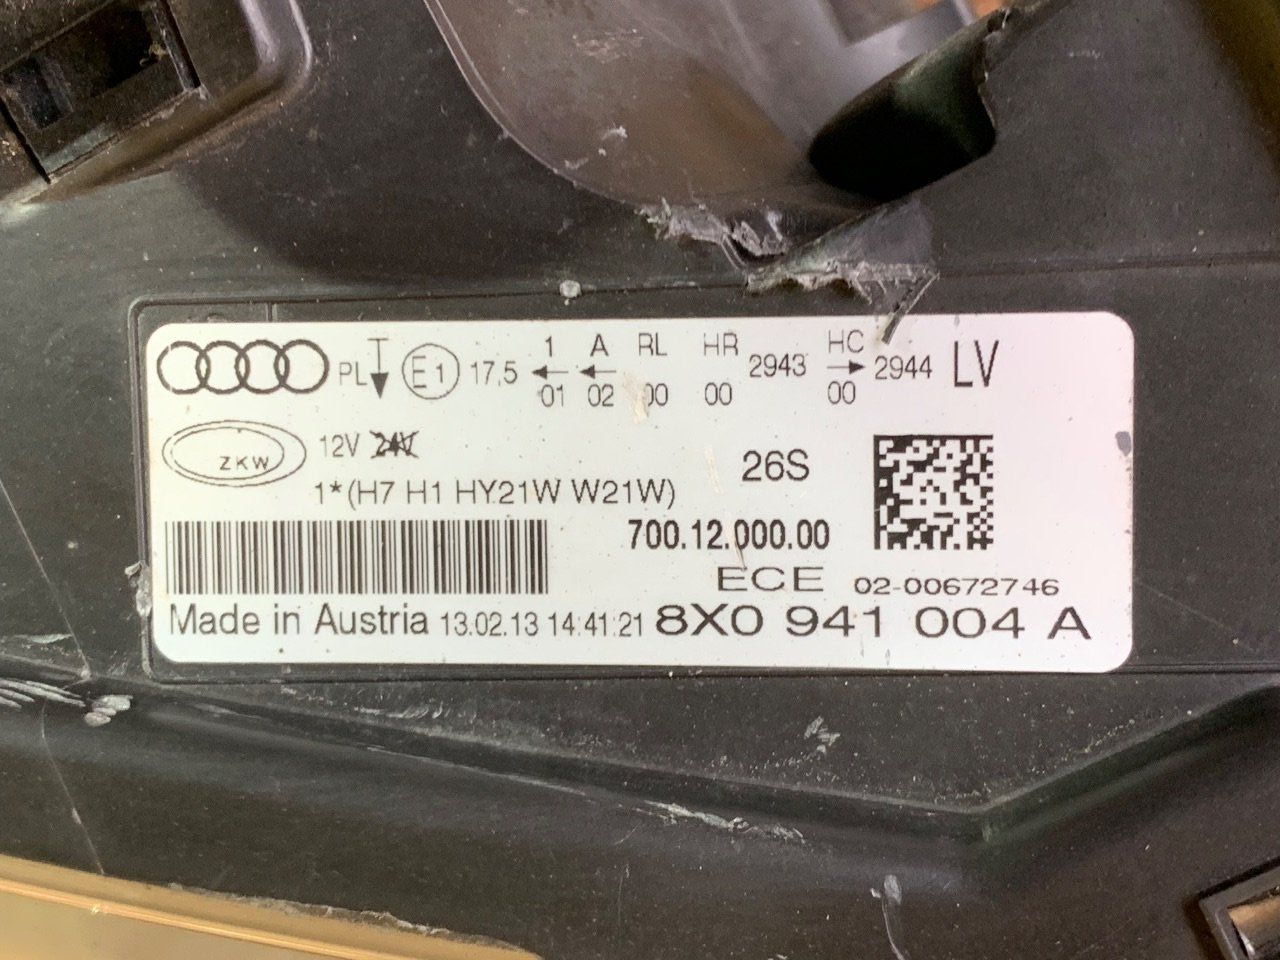 PL E1 17,5 1 A RL HR 2943 HC 2944 LV
01 02 00 00 00
ZKW 12V 24V
26S
1*(H7 H1 HY21W W21W)
700.12.000.00
ECE 02-00672746
Made in Austria 13.02.13 14:41:21 8X0 941 004 A